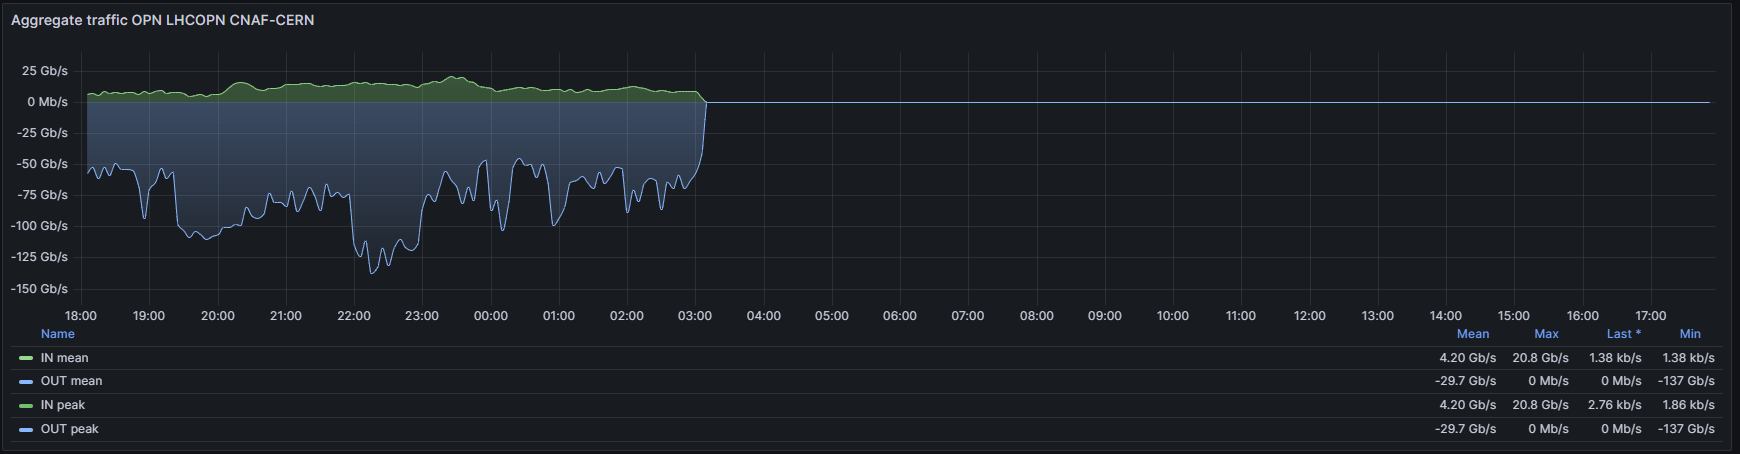 Aggregate traffic OPN LHCOPN CNAF-CERN
25 Gb/s
0 Mb/s
-25 Gb/s
-50 Gb/s
-75 Gb/s
-100 Gb/s
-125 Gb/s
-150 Gb/s
18:00 19:00 20:00 21:00 22:00 23:00 00:00 01:00 02:00 03:00 04:00 05:00 06:00 07:00 08:00 09:00 10:00 11:00 12:00 13:00 14:00 15:00 16:00 17:00
Name Mean Max Last * Min
IN mean 4.20 Gb/s 20.8 Gb/s 1.38 kb/s 1.38 kb/s
OUT mean -29.7 Gb/s 0 Mb/s 0 Mb/s -137 Gb/s
IN peak 4.20 Gb/s 20.8 Gb/s 2.76 kb/s 1.86 kb/s
OUT peak -29.7 Gb/s 0 Mb/s 0 Mb/s -137 Gb/s